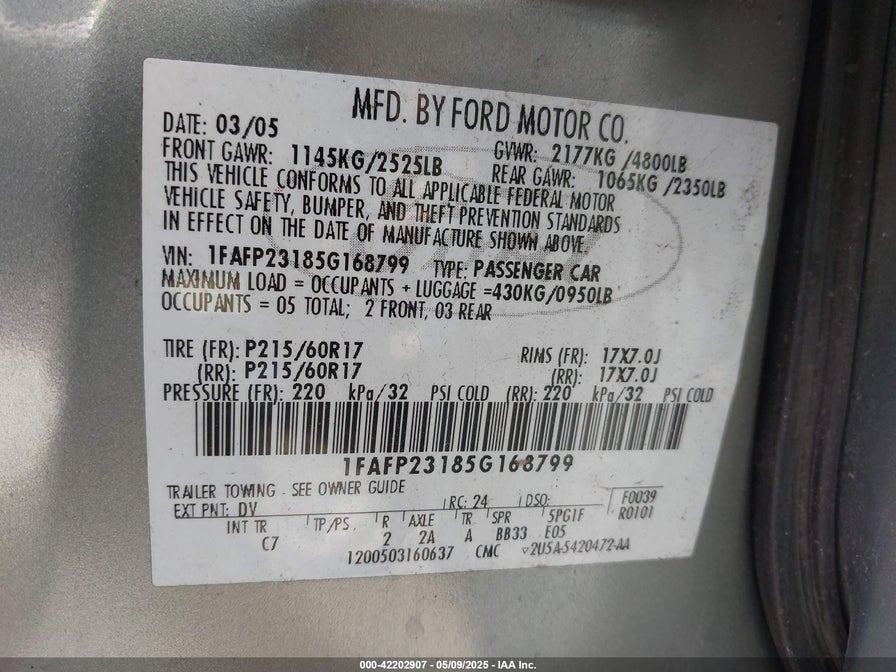 MFD. BY FORD MOTOR CO.
DATE: 03/05
GVWR: 2177KG /4800LB
FRONT GAWR: 1145KG/2525LB
REAR GAWR: 1065KG /2350LB
THIS VEHICLE CONFORMS TO ALL APPLICABLE FEDERAL MOTOR
VEHICLE SAFETY, BUMPER, AND THEFT PREVENTION STANDARDS
IN EFFECT ON THE DATE OF MANUFACTURE SHOWN ABOVE.
VIN: 1FAFP23185G168799 TYPE: PASSENGER CAR
MAXIMUM LOAD = OCCUPANTS + LUGGAGE =430KG/0950LB
OCCUPANTS = 05 TOTAL; 2 FRONT, 03 REAR
TIRE (FR): P215/60R17 RIMS (FR): 17X7.0J
(RR): P215/60R17 (RR): 17X7.0J
PRESSURE (FR): 220 kPa/32 PSI COLD (RR): 220 kPa/32 PSI COLD
1FAFP23185G168799
TRAILER TOWING - SEE OWNER GUIDE
EXT PNT: DV RC: 24 DSO: F0039
R0101
INT TR TP/PS R AXLE TR SPR 5PG1F
C7 2 2A A BB33 E05
1200503160637 CMC 2U5A-5420472-AA
000-42202907 - 05/09/2025 - IAA Inc.